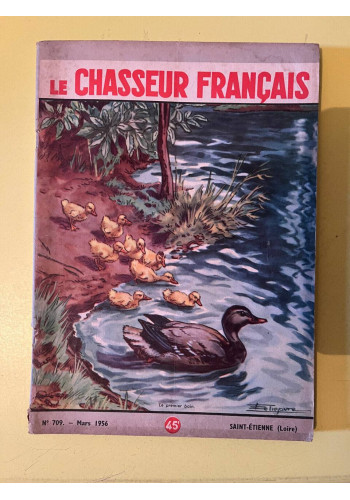 LE CHASSEUR FRANÇAIS
Le premier bain.
N° 709. — Mars 1956
45F
SAINT-ÉTIENNE (Loire)